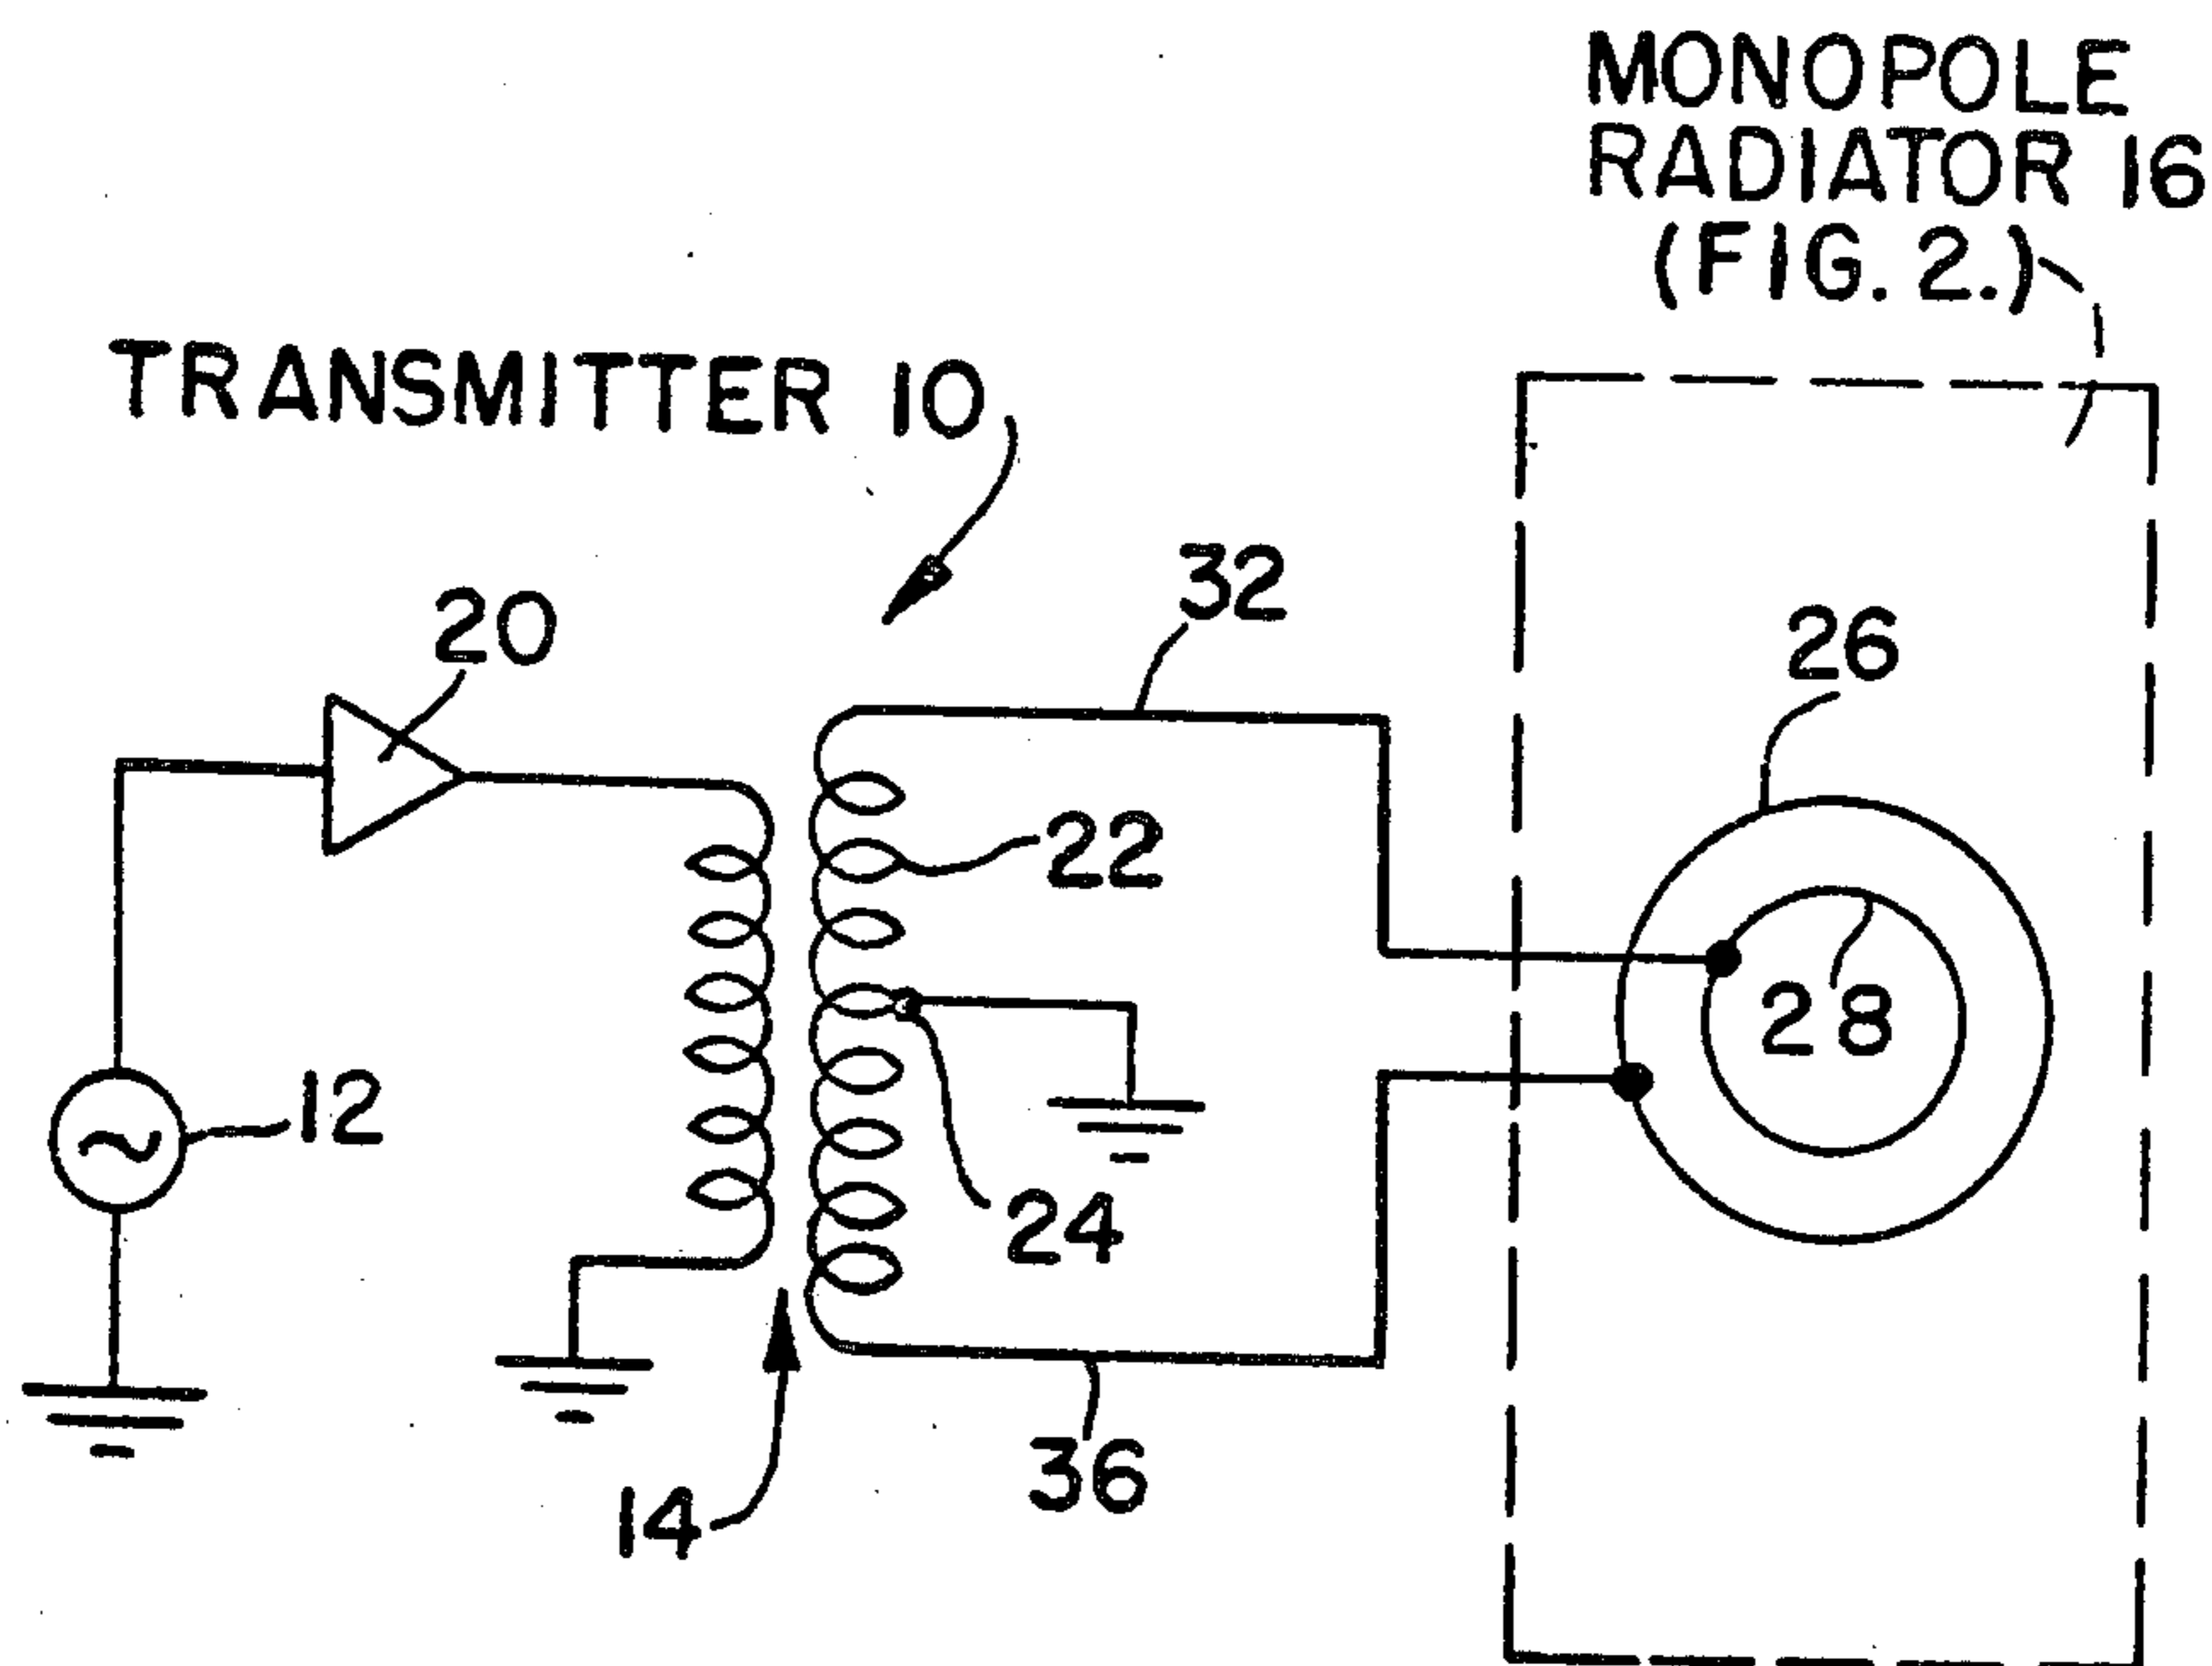 MONOPOLE
RADIATOR 16
(FIG. 2.)
TRANSMITTER 10
32
20
26
22
28
12
24
36
14